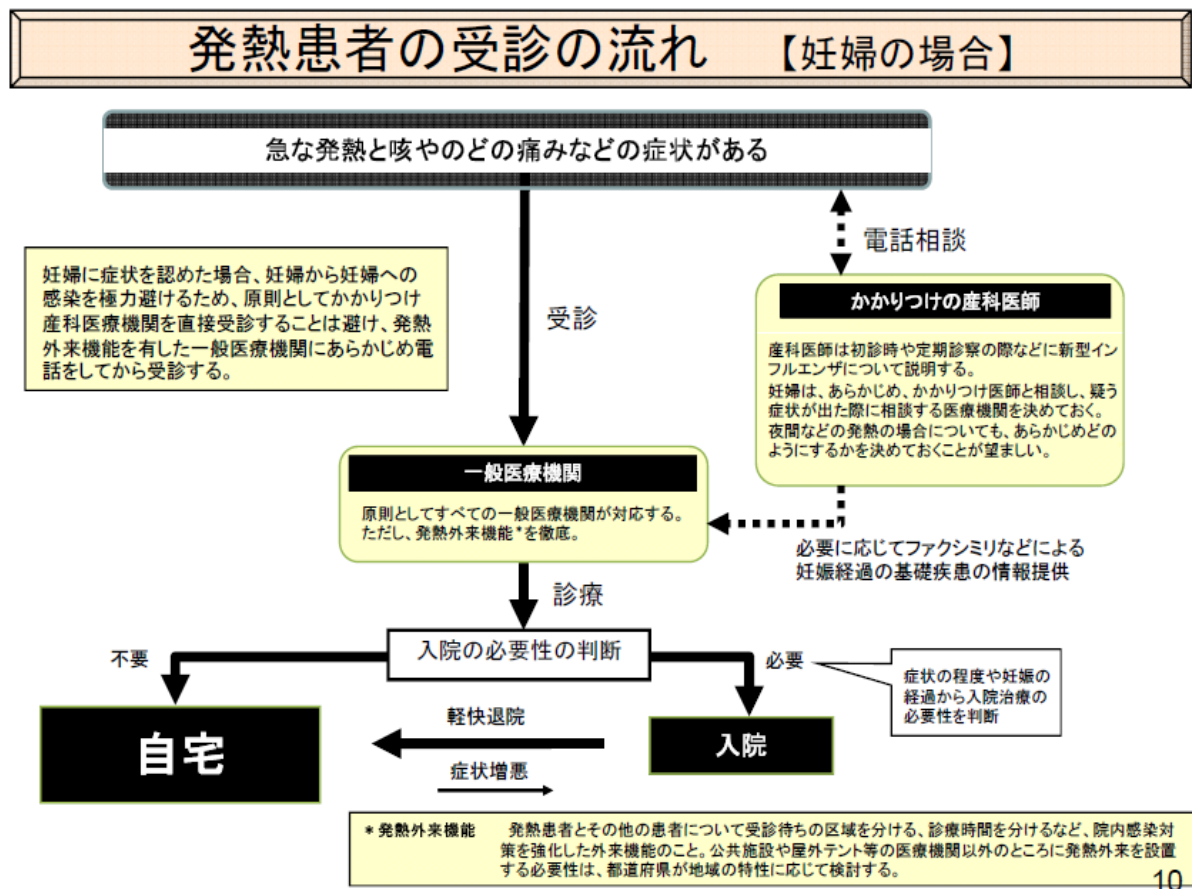 発熱患者の受診の流れ 【妊婦の場合】
急な発熱と咳やのどの痛みなどの症状がある
電話相談
妊婦に症状を認めた場合、妊婦から妊婦への
感染を極力避けるため、原則としてかかりつけ
産科医療機関を直接受診することは避け、発熱
外来機能を有した一般医療機関にあらかじめ電
話をしてから受診する。
受診
かかりつけの産科医師
産科医師は初診時や定期診察の際などに新型イン
フルエンザについて説明する。
妊婦は、あらかじめ、かかりつけ医師と相談し、疑う
症状が出た際に相談する医療機関を決めておく。
夜間などの発熱の場合についても、あらかじめどの
ようにするかを決めておくことが望ましい。
一般医療機関
原則としてすべての一般医療機関が対応する。
ただし、発熱外来機能*を徹底。
必要に応じてファクシミリなどによる
妊娠経過の基礎疾患の情報提供
診療
入院の必要性の判断
不要
必要
症状の程度や妊娠の
経過から入院治療の
必要性を判断
自宅
軽快退院
症状増悪
入院
*発熱外来機能 発熱患者とその他の患者について受診待ちの区域を分ける、診療時間を分けるなど、院内感染対
策を強化した外来機能のこと。公共施設や屋外テント等の医療機関以外のところに発熱外来を設置
する必要性は、都道府県が地域の特性に応じて検討する。
10